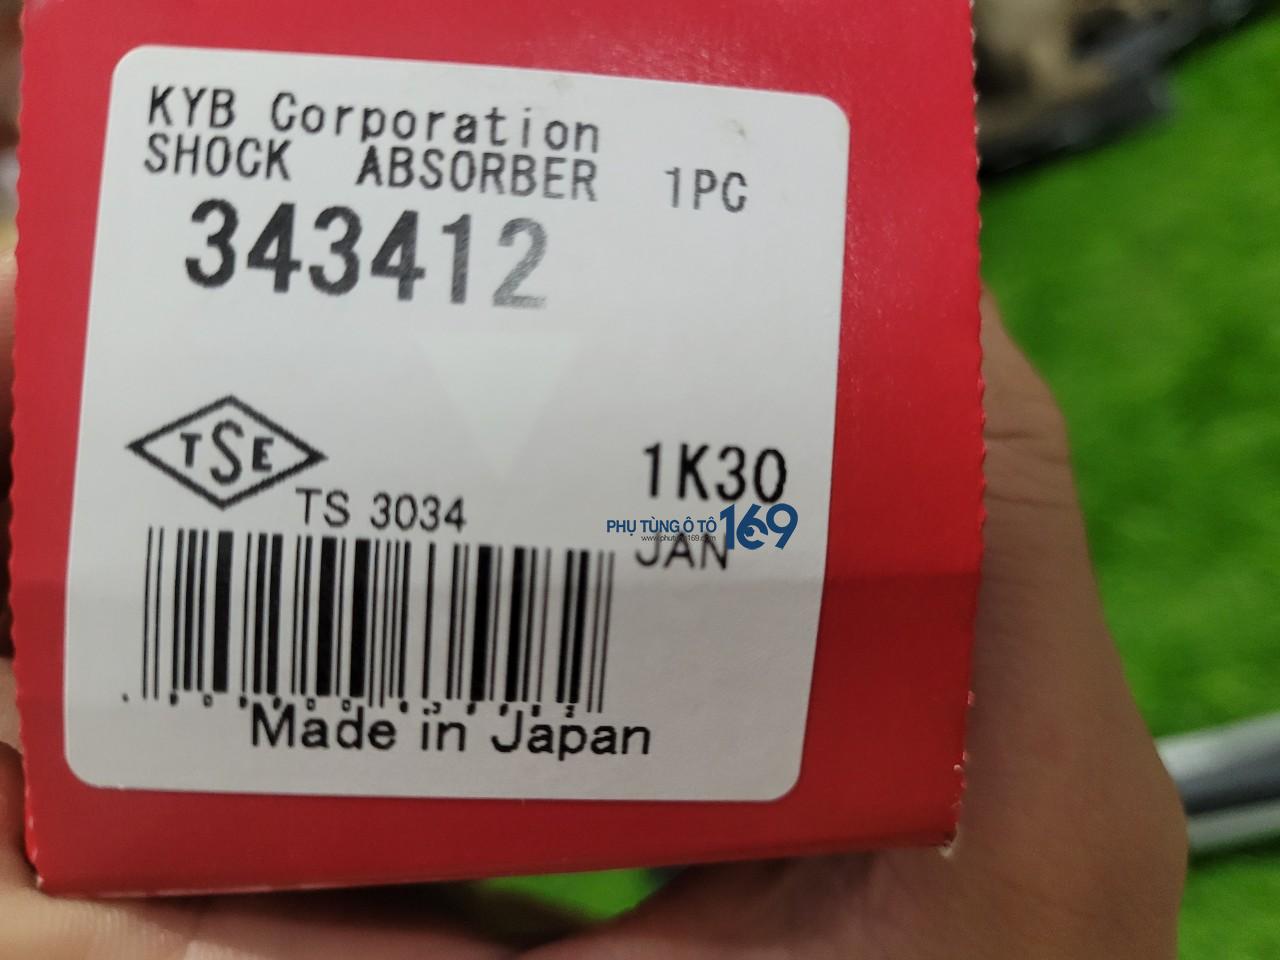 KYB Corporation
SHOCK ABSORBER 1PC
343412
TSE
TS 3034
1K30
PHỤ TÙNG Ô TÔ 169
JAN
Made in Japan